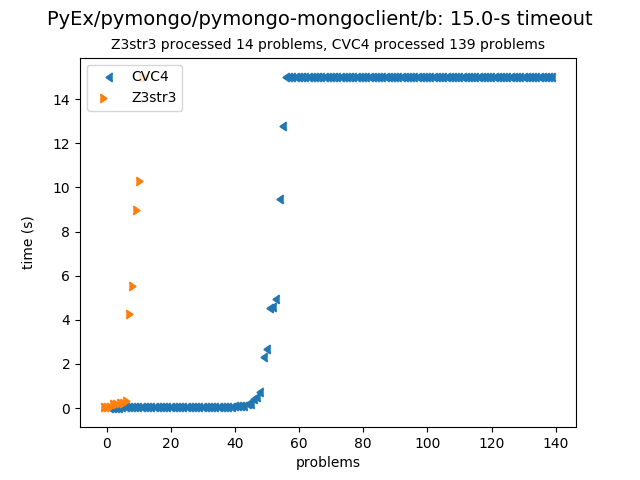 PyEx/pymongo/pymongo-mongoclient/b: 15.0-s timeout
Z3str3 processed 14 problems, CVC4 processed 139 problems
CVC4
Z3str3
14
12
10
8
6
4
2
0
time (s)
0 20 40 60 80 100 120 140
problems